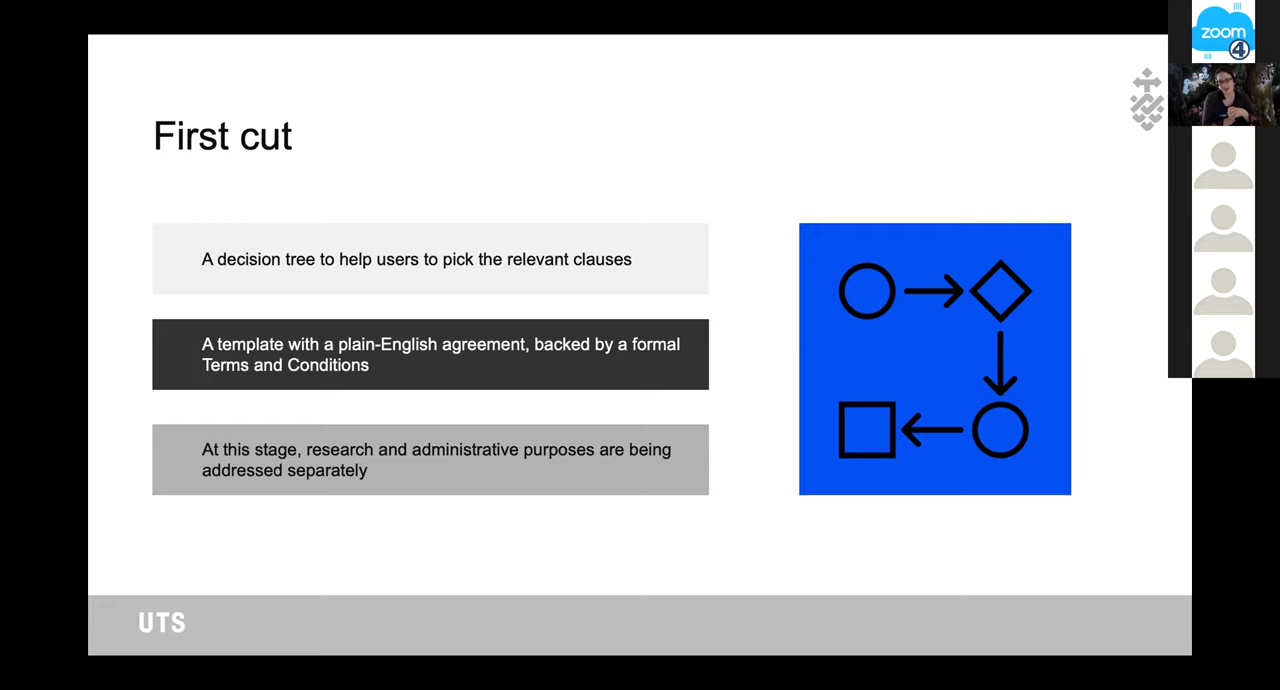 First cut
A decision tree to help users to pick the relevant clauses
A template with a plain-English agreement, backed by a formal
Terms and Conditions
At this stage, research and administrative purposes are being
addressed separately
UTS
zoom
4